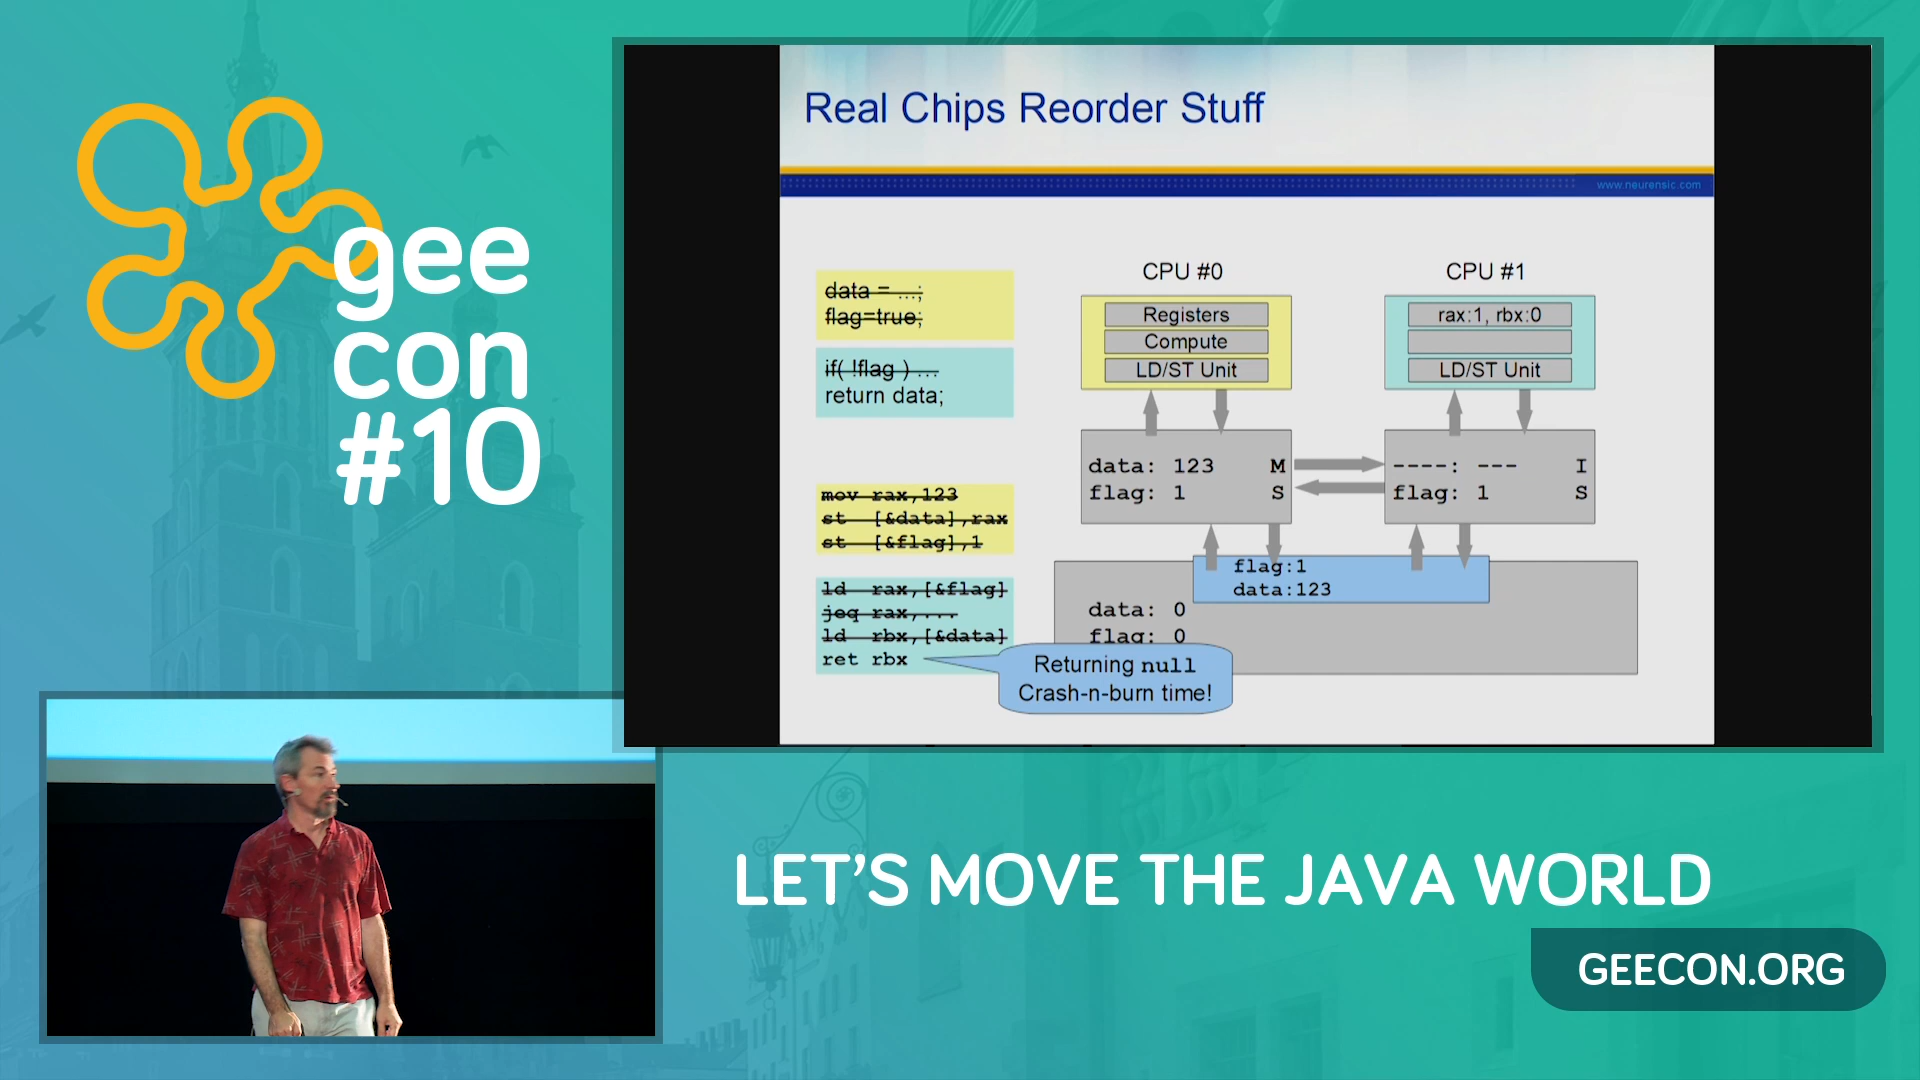 gee
con
#10
Real Chips Reorder Stuff
www.neurensic.com
data = ...;
flag=true;
if( !flag ) ...
return data;
mov rax,123
st [&data],rax
st [&flag],1
ld rax,[&flag]
jeq rax,...
ld rbx,[&data]
ret rbx
CPU #0
Registers
Compute
LD/ST Unit
CPU #1
rax:1, rbx:0
LD/ST Unit
data: 123 M
flag: 1 S
----: --- I
flag: 1 S
flag:1
data:123
data: 0
flag: 0
Returning null
Crash-n-burn time!
LET'S MOVE THE JAVA WORLD
GEECON.ORG